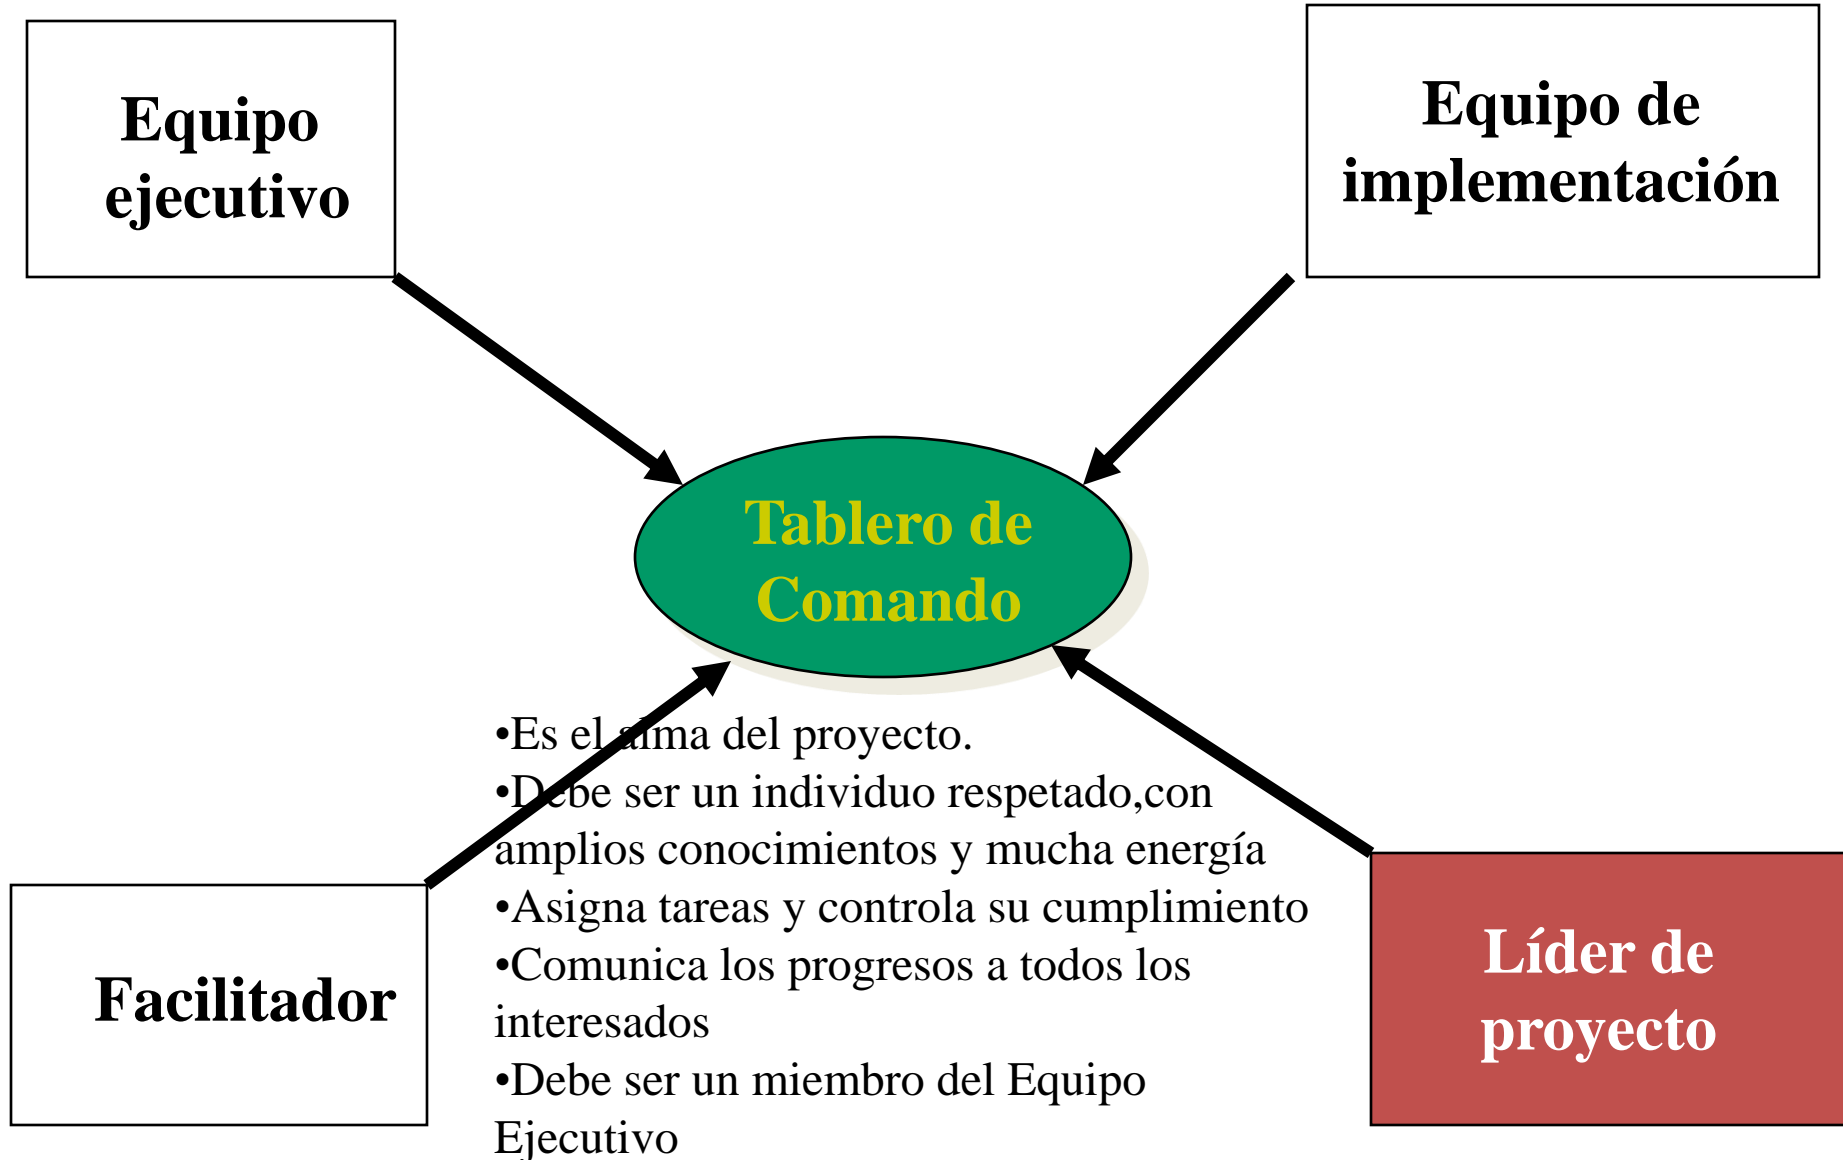 Equipo
ejecutivo
Equipo de
implementación
Tablero de
Comando
•Es el alma del proyecto.
•Debe ser un individuo respetado,con
amplios conocimientos y mucha energía
•Asigna tareas y controla su cumplimiento
•Comunica los progresos a todos los
interesados
•Debe ser un miembro del Equipo
Ejecutivo
Facilitador
Líder de
proyecto